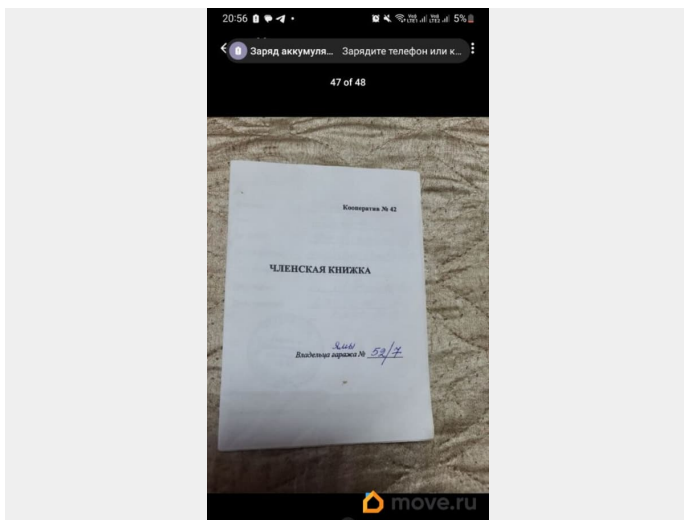 20:56
5%
Заряд аккумуля... Зарядите телефон или к...
47 of 48
Кооператив № 42
ЧЛЕНСКАЯ КНИЖКА
Ямы
Владельца гаража № 52/7
move.ru